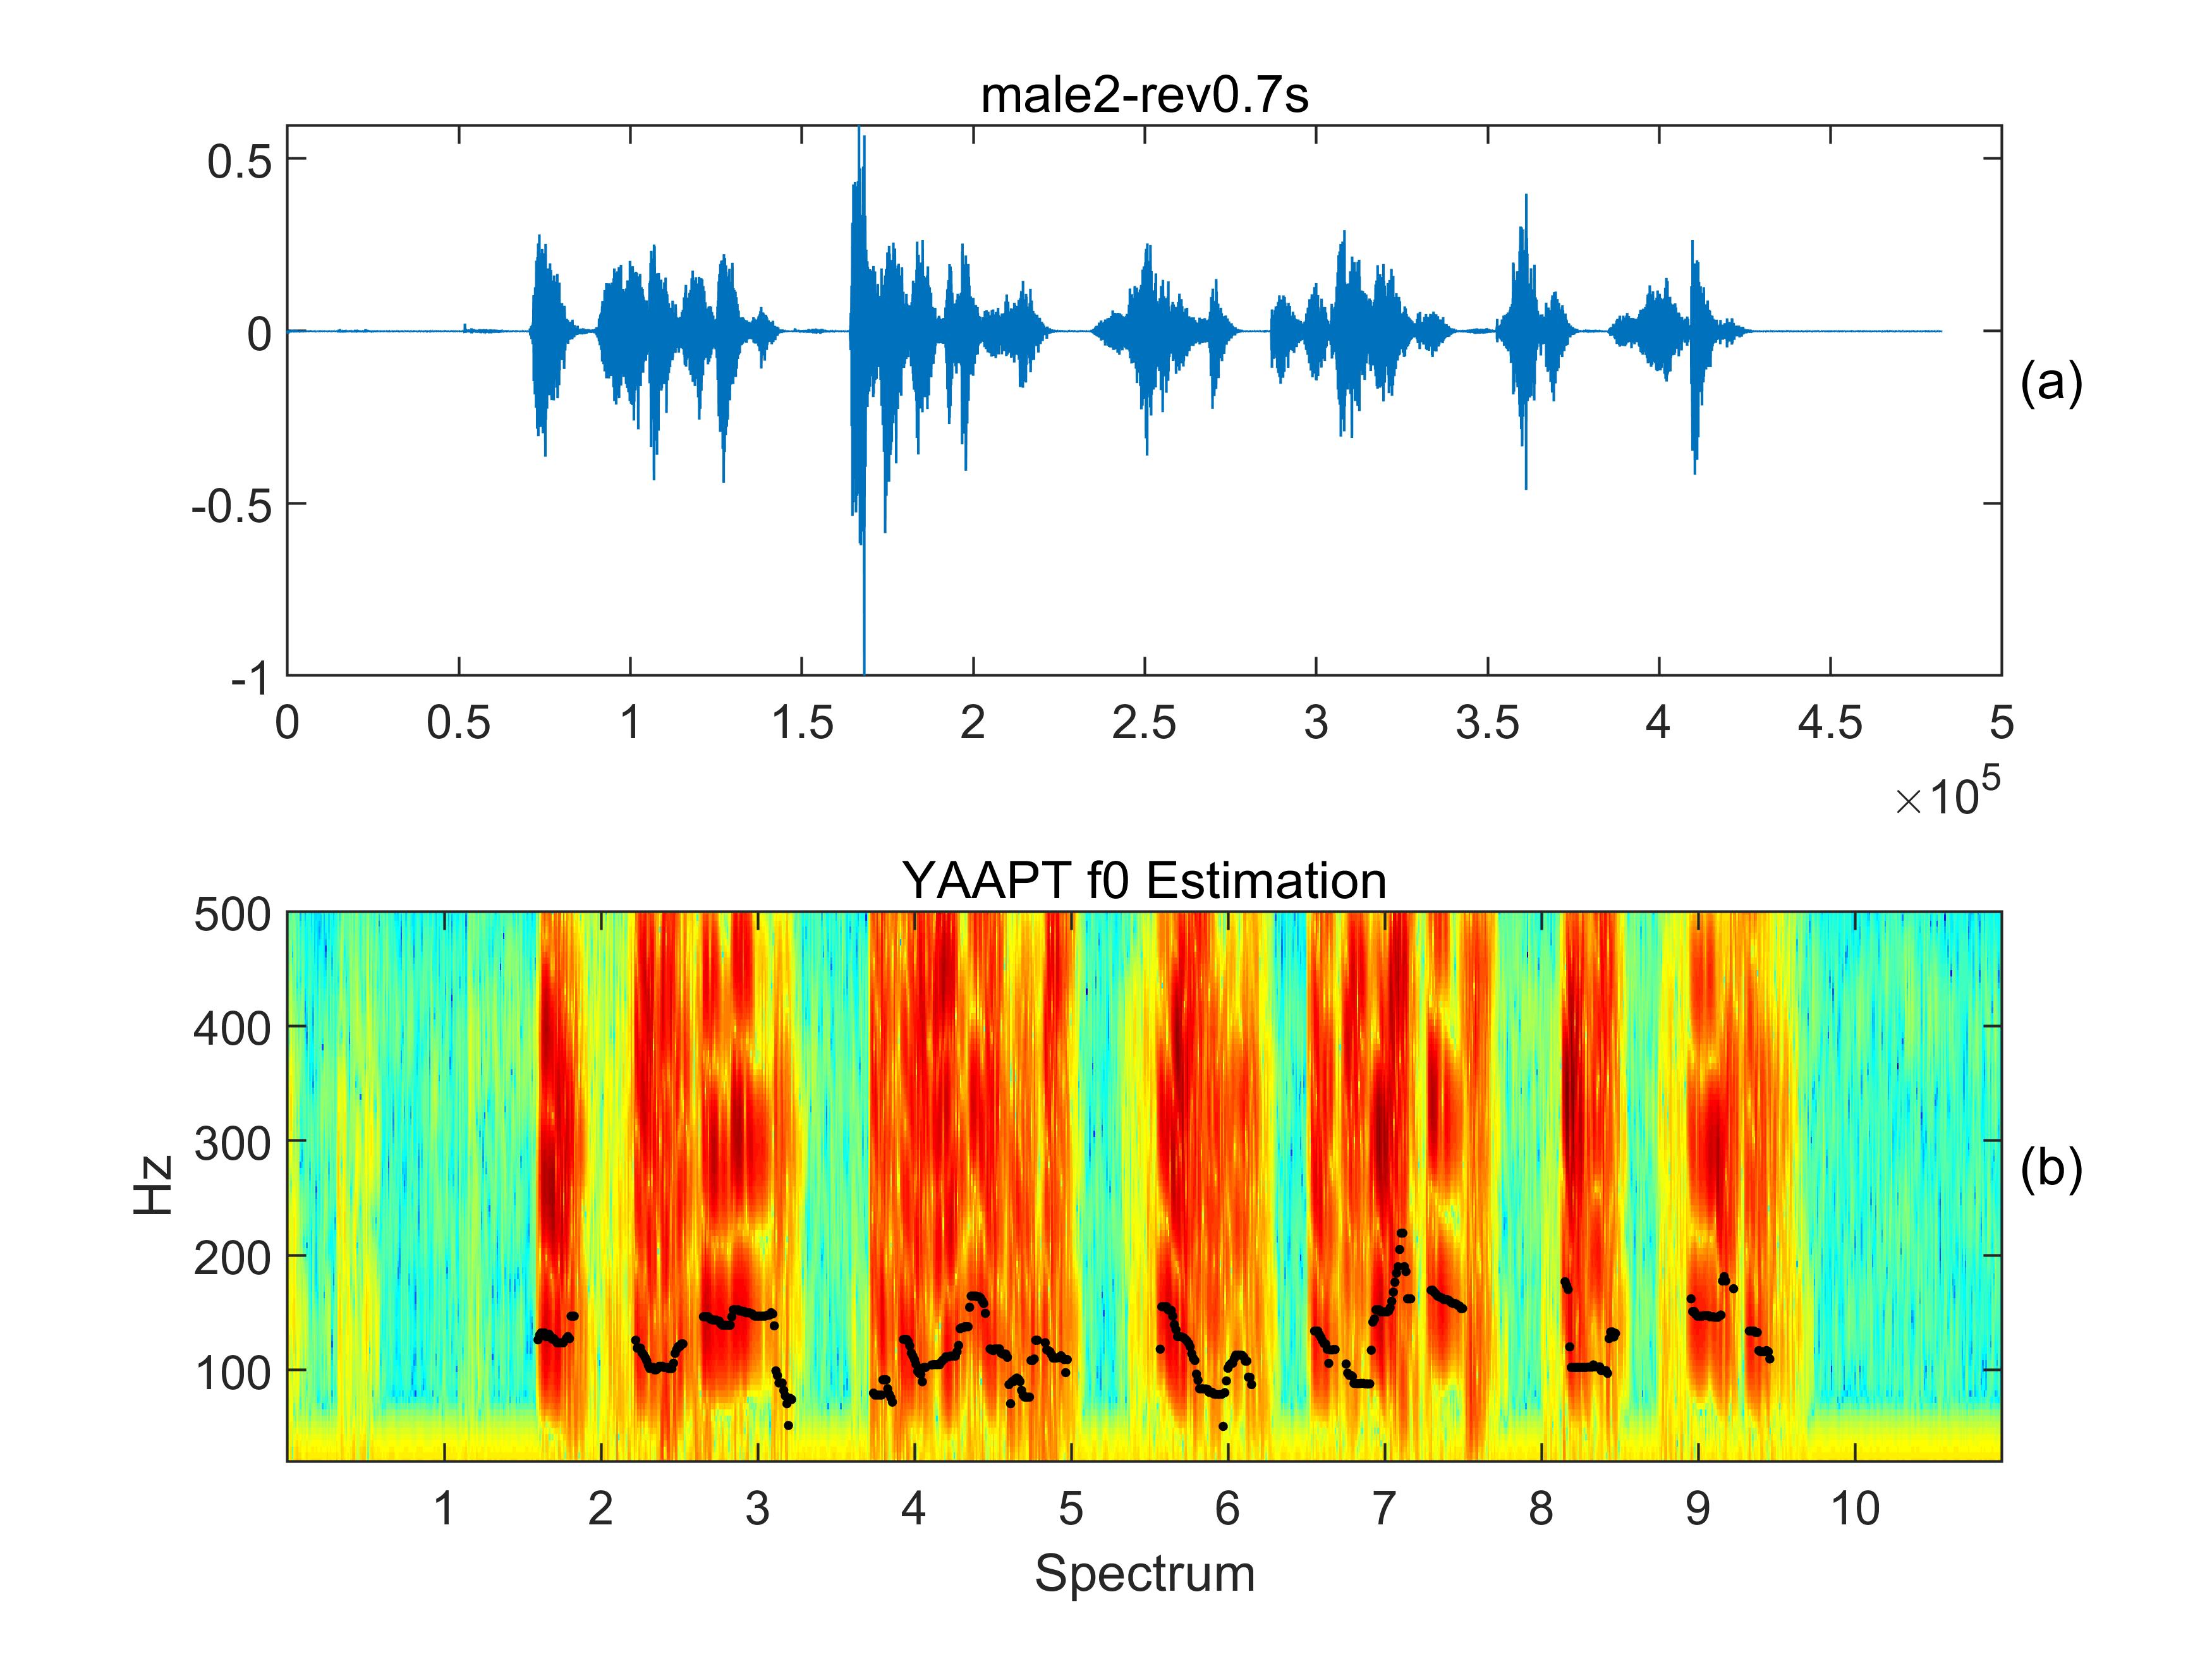 male2-rev0.7s
0.5
0
-0.5
-1
0 0.5 1 1.5 2 2.5 3 3.5 4 4.5 5
×10^5
(a)
YAAPT f0 Estimation
500
400
300
200
100
Hz
(b)
1 2 3 4 5 6 7 8 9 10
Spectrum